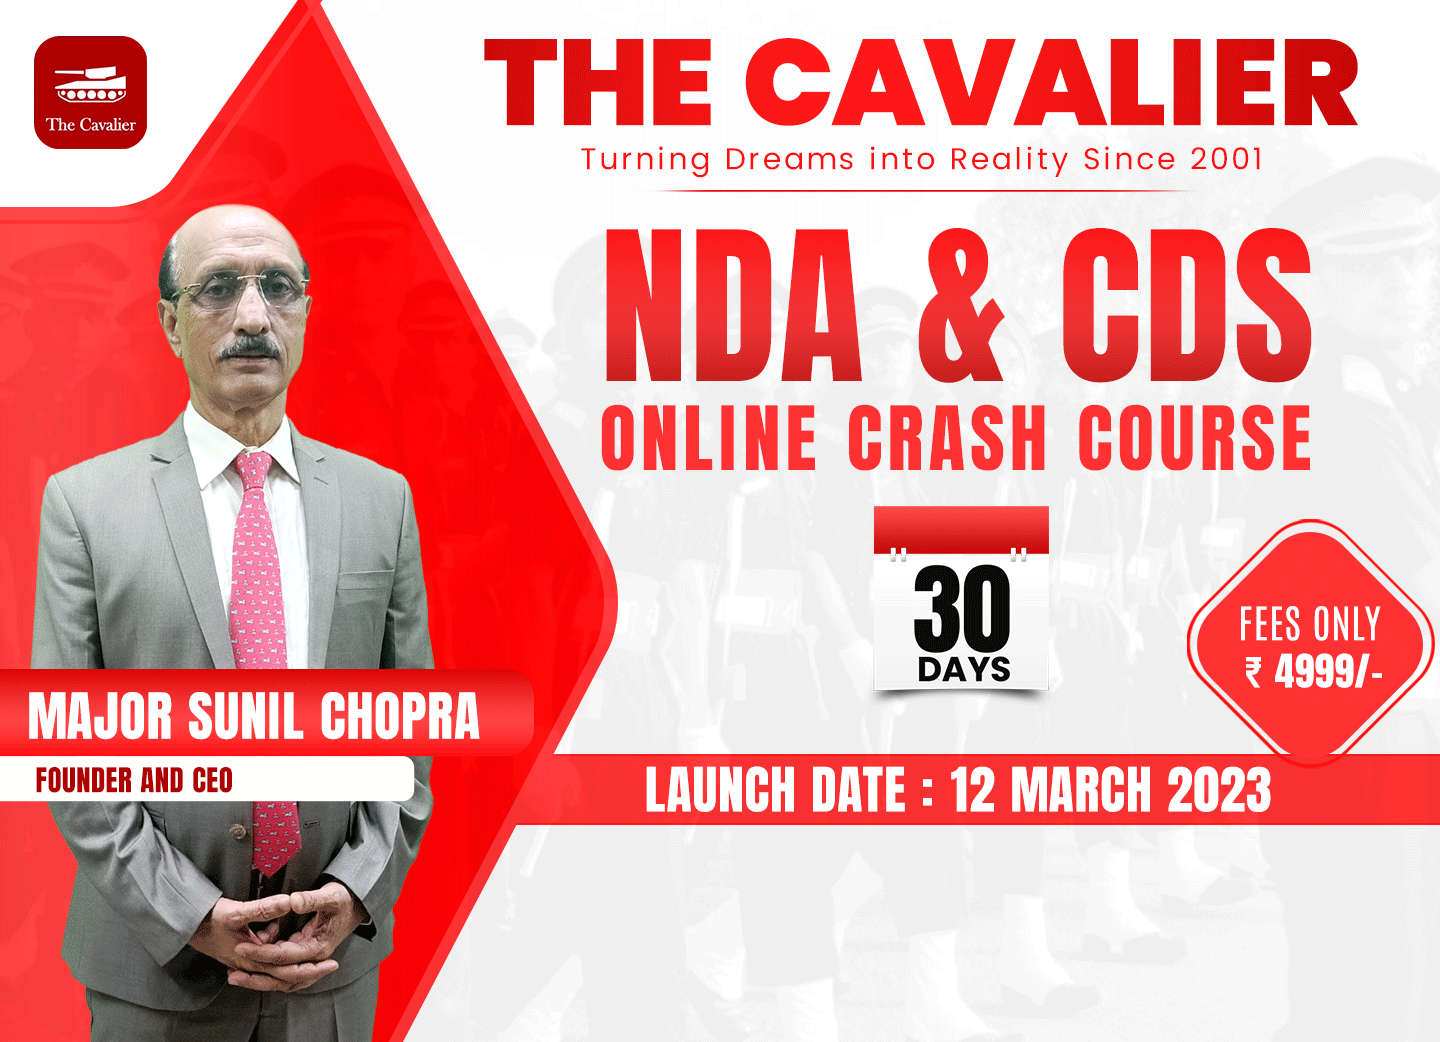 The Cavalier
THE CAVALIER
Turning Dreams into Reality Since 2001
NDA & CDS
ONLINE CRASH COURSE
30
DAYS
FEES ONLY
₹ 4999/-
MAJOR SUNIL CHOPRA
FOUNDER AND CEO
LAUNCH DATE : 12 MARCH 2023